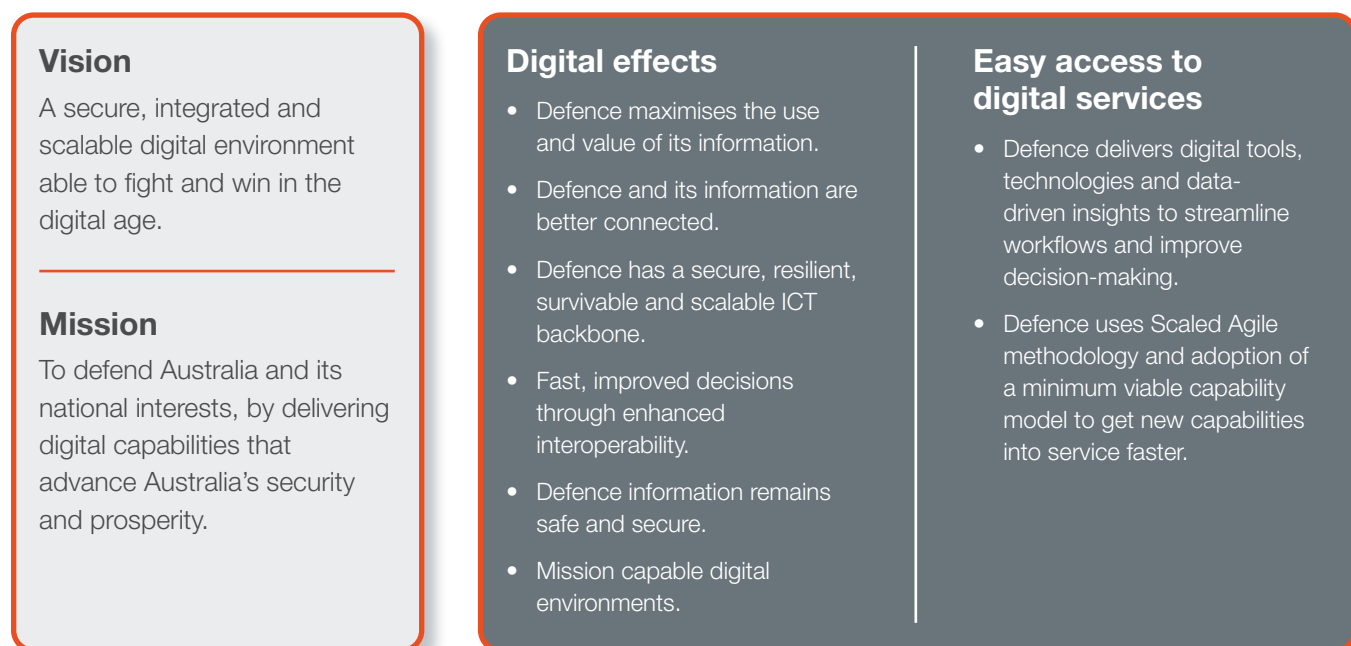 Vision
A secure, integrated and
scalable digital environment
able to fight and win in the
digital age.
Mission
To defend Australia and its
national interests, by delivering
digital capabilities that
advance Australia's security
and prosperity.
Digital effects
• Defence maximises the use
and value of its information.
• Defence and its information are
better connected.
• Defence has a secure, resilient,
survivable and scalable ICT
backbone.
• Fast, improved decisions
through enhanced
interoperability.
• Defence information remains
safe and secure.
• Mission capable digital
environments.
Easy access to
digital services
• Defence delivers digital tools,
technologies and data-
driven insights to streamline
workflows and improve
decision-making.
• Defence uses Scaled Agile
methodology and adoption of
a minimum viable capability
model to get new capabilities
into service faster.